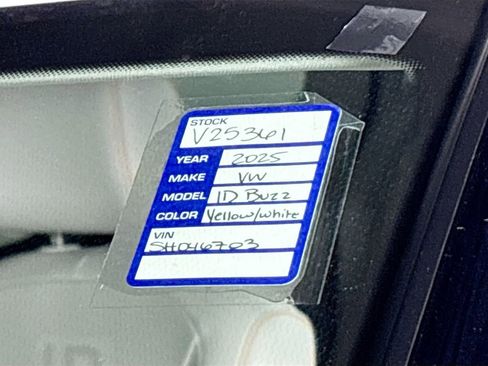 STOCK
V25361
YEAR 2025
MAKE VW
MODEL ID Buzz
COLOR Yellow/white
VIN
SH046703